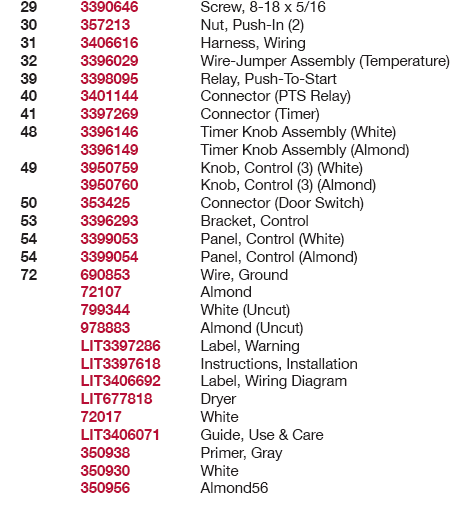 29 3390646 Screw, 8-18 x 5/16
30 357213 Nut, Push-In (2)
31 3406616 Harness, Wiring
32 3396029 Wire-Jumper Assembly (Temperature)
39 3398095 Relay, Push-To-Start
40 3401144 Connector (PTS Relay)
41 3397269 Connector (Timer)
48 3396146 Timer Knob Assembly (White)
3396149 Timer Knob Assembly (Almond)
49 3950759 Knob, Control (3) (White)
3950760 Knob, Control (3) (Almond)
50 353425 Connector (Door Switch)
53 3396293 Bracket, Control
54 3399053 Panel, Control (White)
54 3399054 Panel, Control (Almond)
72 690853 Wire, Ground
72107 Almond
799344 White (Uncut)
978883 Almond (Uncut)
LIT3397286 Label, Warning
LIT3397618 Instructions, Installation
LIT3406692 Label, Wiring Diagram
LIT677818 Dryer
72017 White
LIT3406071 Guide, Use & Care
350938 Primer, Gray
350930 White
350956 Almond56